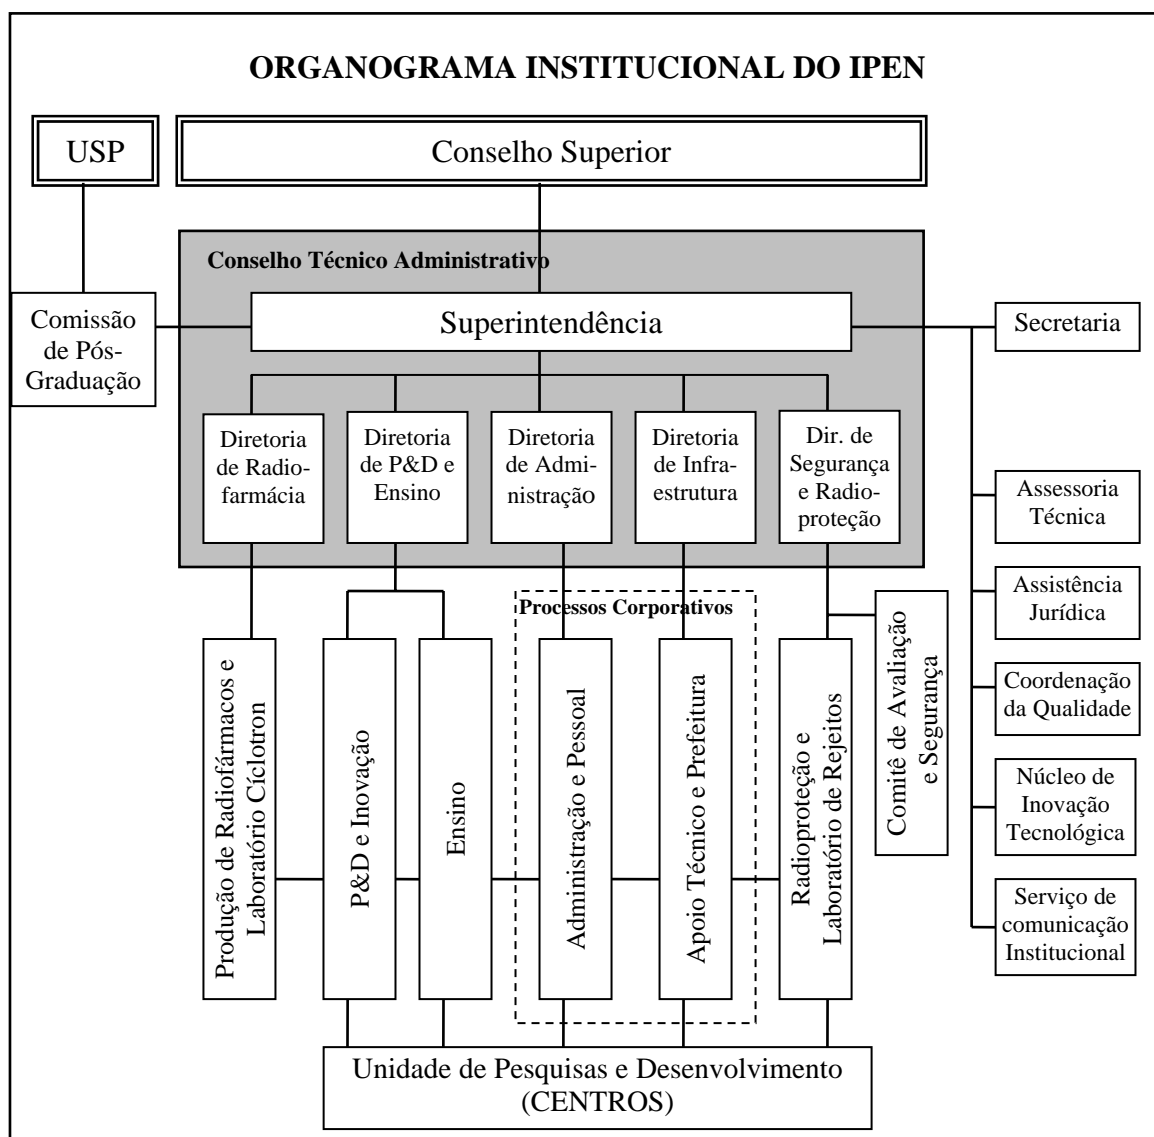 ORGANOGRAMA INSTITUCIONAL DO IPEN
USP
Conselho Superior
Conselho Técnico Administrativo
Comissão
de Pós-
Graduação
Superintendência
Secretaria
Diretoria
de Radio-
farmácia
Diretoria
de P&D e
Ensino
Diretoria
de Admi-
nistração
Diretoria
de Infra-
estrutura
Dir. de
Segurança
e Radio-
proteção
Assessoria
Técnica
Assistência
Jurídica
Coordenação
da Qualidade
Núcleo de
Inovação
Tecnológica
Serviço de
comunicação
Institucional
Processos Corporativos
Produção de Radiofármacos e
Laboratório Cíclotron
P&D e Inovação
Ensino
Administração e Pessoal
Apoio Técnico e Prefeitura
Radioproteção e
Laboratório de Rejeitos
Comitê de Avaliação
e Segurança
Unidade de Pesquisas e Desenvolvimento
(CENTROS)